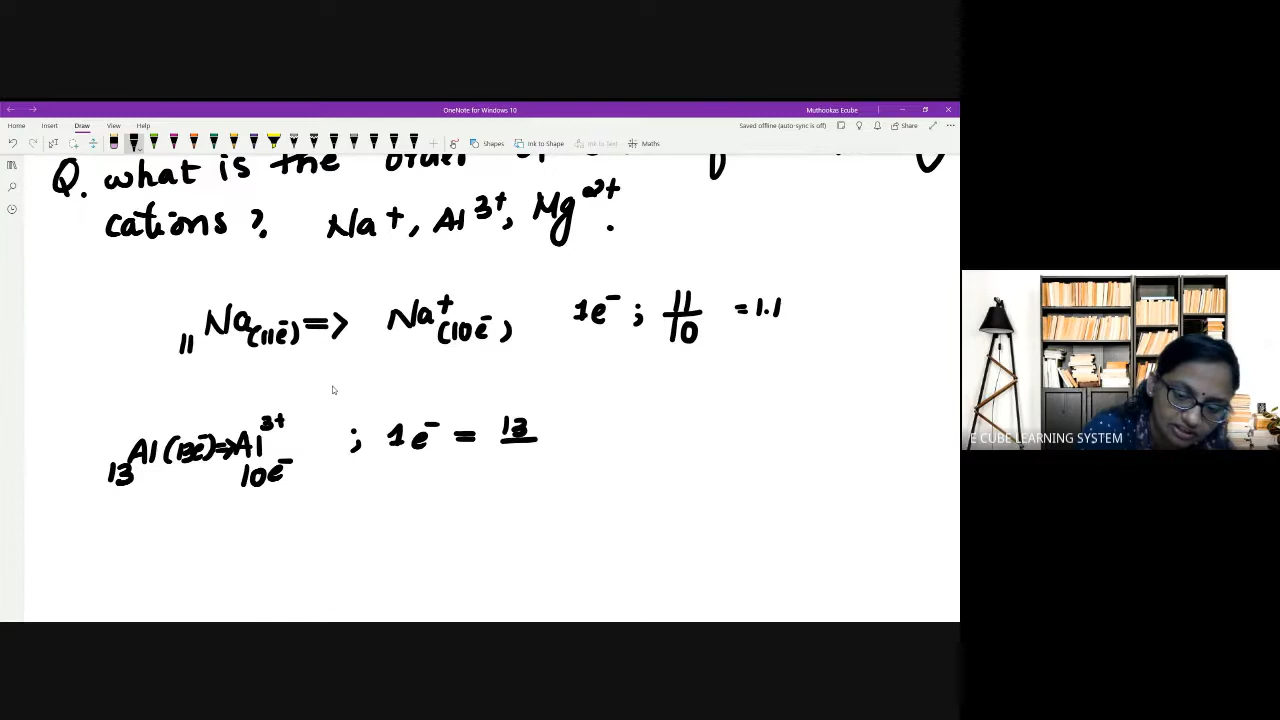 OneNote for Windows 10
Muthookas Ecube
Home Insert Draw View Help
Saved offline (auto-sync is off) Share
Shapes Ink to Shape Ink to Text Maths
Q. what is the order
cations? Na⁺, Al³⁺, Mg²⁺.
₁₁Na(11e⁻) => Na⁺(10e⁻), 1e⁻ ; 11/10 = 1.1
₁₃Al(13e⁻) => Al³⁺ 10e⁻ ; 1e⁻ = 13
E CUBE LEARNING SYSTEM